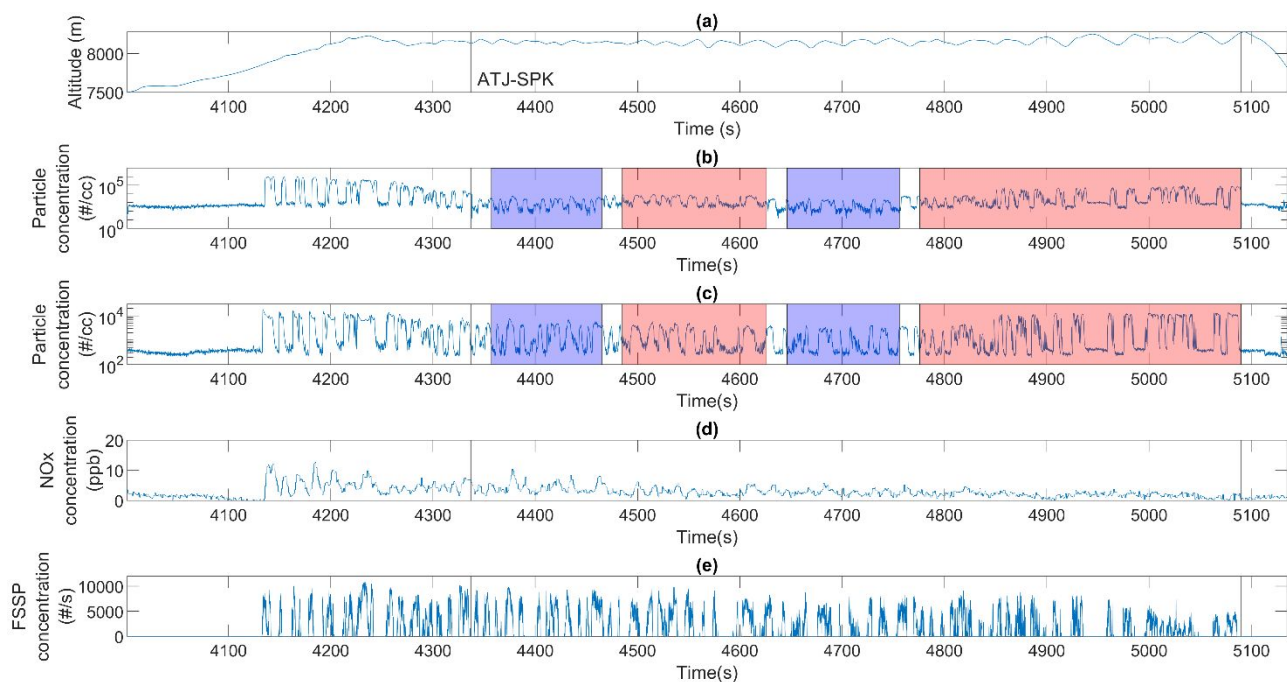 (a)
Altitude (m)
8000
7500
ATJ-SPK
4100 4200 4300 4400 4500 4600 4700 4800 4900 5000 5100
Time (s)
(b)
Particle
concentration
(#/cc)
10^5
10^0
4100 4200 4300 4400 4500 4600 4700 4800 4900 5000 5100
Time(s)
(c)
Particle
concentration
(#/cc)
10^4
10^2
4100 4200 4300 4400 4500 4600 4700 4800 4900 5000 5100
Time(s)
(d)
NOx
concentration
(ppb)
20
10
0
4100 4200 4300 4400 4500 4600 4700 4800 4900 5000 5100
Time(s)
(e)
FSSP
concentration
(#/s)
10000
5000
0
4100 4200 4300 4400 4500 4600 4700 4800 4900 5000 5100
Time(s)